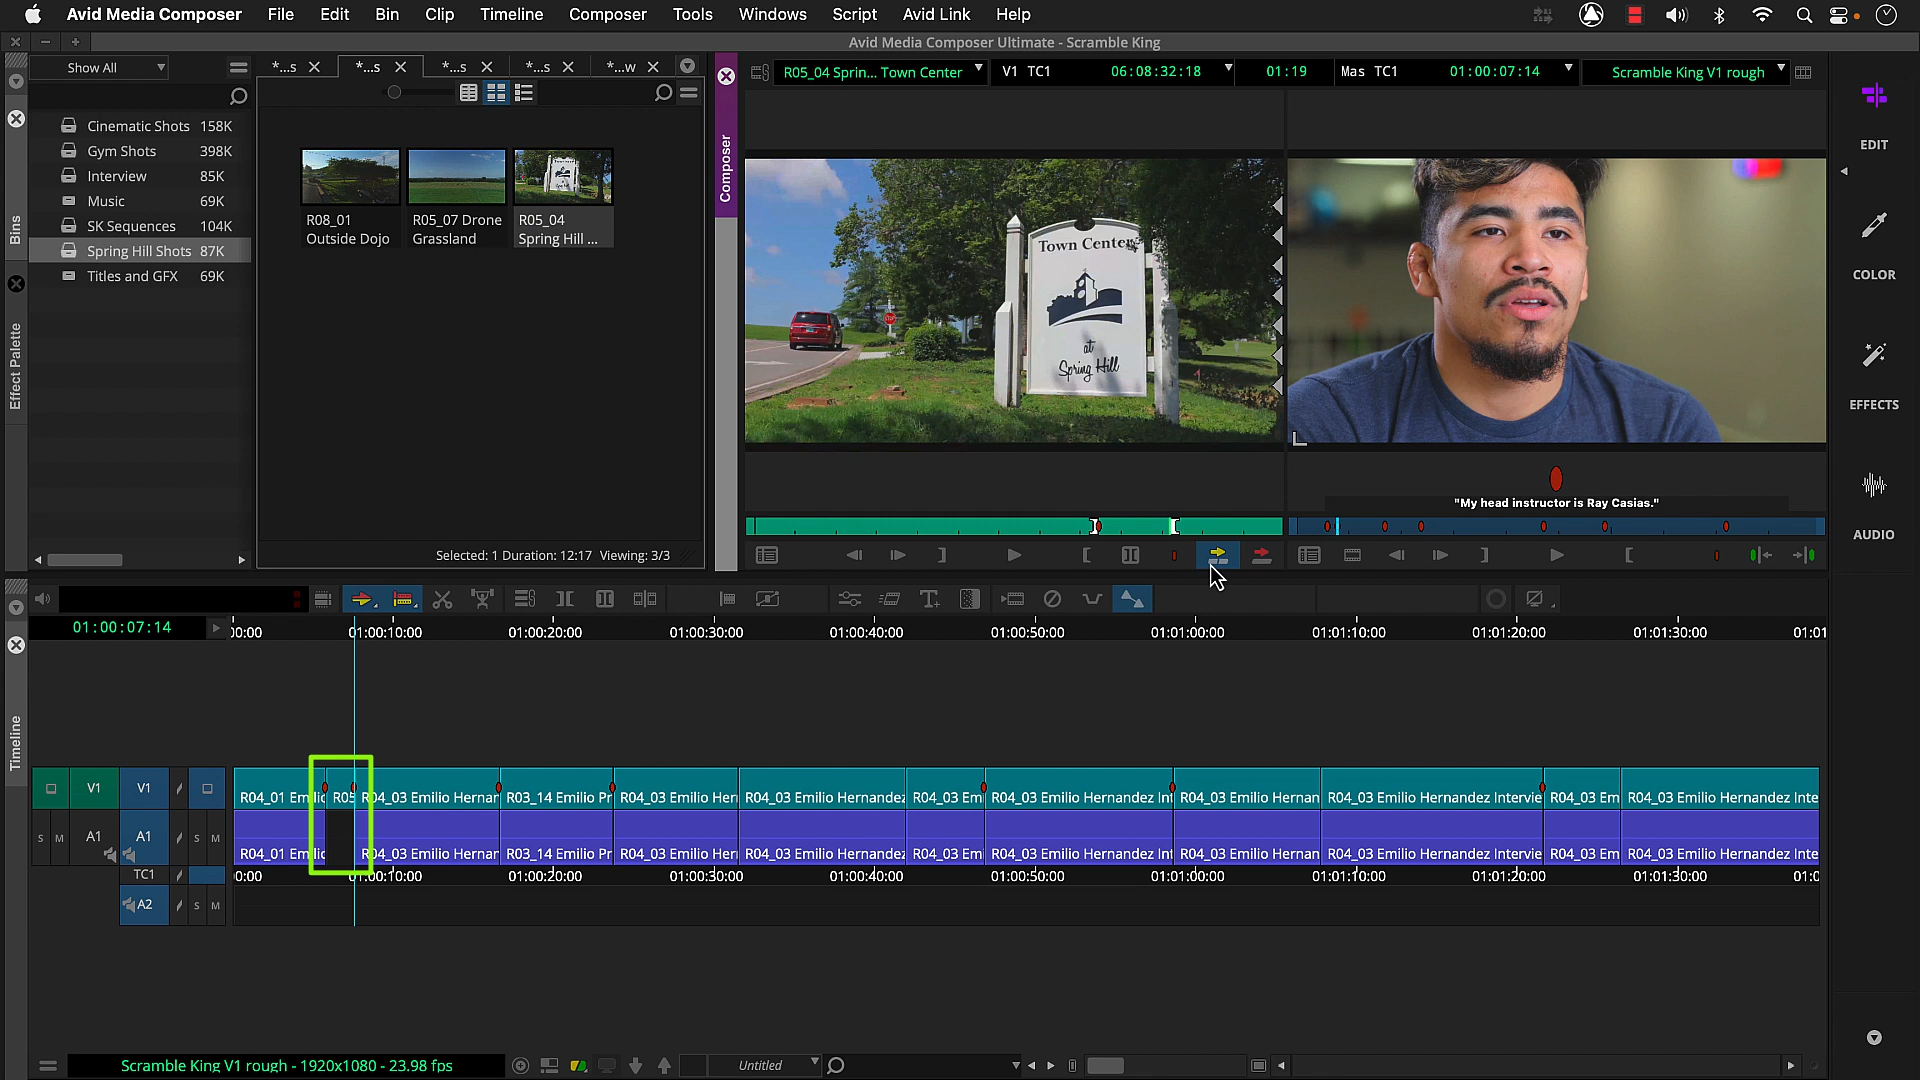 Avid Media Composer File Edit Bin Clip Timeline Composer Tools Windows Script Avid Link Help
Avid Media Composer Ultimate - Scramble King
Show All
*...s *...s *...s *...s *...w
R05_04 Sprin... Town Center V1 TC1 06:08:32:18 01:19 Mas TC1 01:00:07:14 Scramble King V1 rough
Cinematic Shots 158K
Gym Shots 398K
Interview 85K
Music 69K
SK Sequences 104K
Spring Hill Shots 87K
Titles and GFX 69K
Bins
Effect Palette
R08_01
Outside Dojo
R05_07 Drone
Grassland
R05_04
Spring Hill ...
Selected: 1 Duration: 12:17 Viewing: 3/3
Composer
Town Center
at
Spring Hill
"My head instructor is Ray Casias."
EDIT
COLOR
EFFECTS
AUDIO
01:00:07:14
00:00 01:00:10:00 01:00:20:00 01:00:30:00 01:00:40:00 01:00:50:00 01:01:00:00 01:01:10:00 01:01:20:00 01:01:30:00 01:01
Timeline
V1 V1
R04_01 Emilio R05 R04_03 Emilio Hernar R03_14 Emilio Pr R04_03 Emilio Her R04_03 Emilio Hernandez R04_03 Em R04_03 Emilio Hernandez Int R04_03 Emilio Hernan R04_03 Emilio Hernandez Intervie R04_03 Em R04_03 Emilio Hernandez Inte
S M A1 A1 S M
R04_01 Emilio R04_03 Emilio Hernar R03_14 Emilio Pr R04_03 Emilio Her R04_03 Emilio Hernandez R04_03 Em R04_03 Emilio Hernandez Int R04_03 Emilio Hernan R04_03 Emilio Hernandez Intervie R04_03 Em R04_03 Emilio Hernandez Inte
TC1 0:00 01:00:10:00 01:00:20:00 01:00:30:00 01:00:40:00 01:00:50:00 01:01:00:00 01:01:10:00 01:01:20:00 01:01:30:00 01:0
A2 S M
Scramble King V1 rough - 1920x1080 - 23.98 fps
Untitled